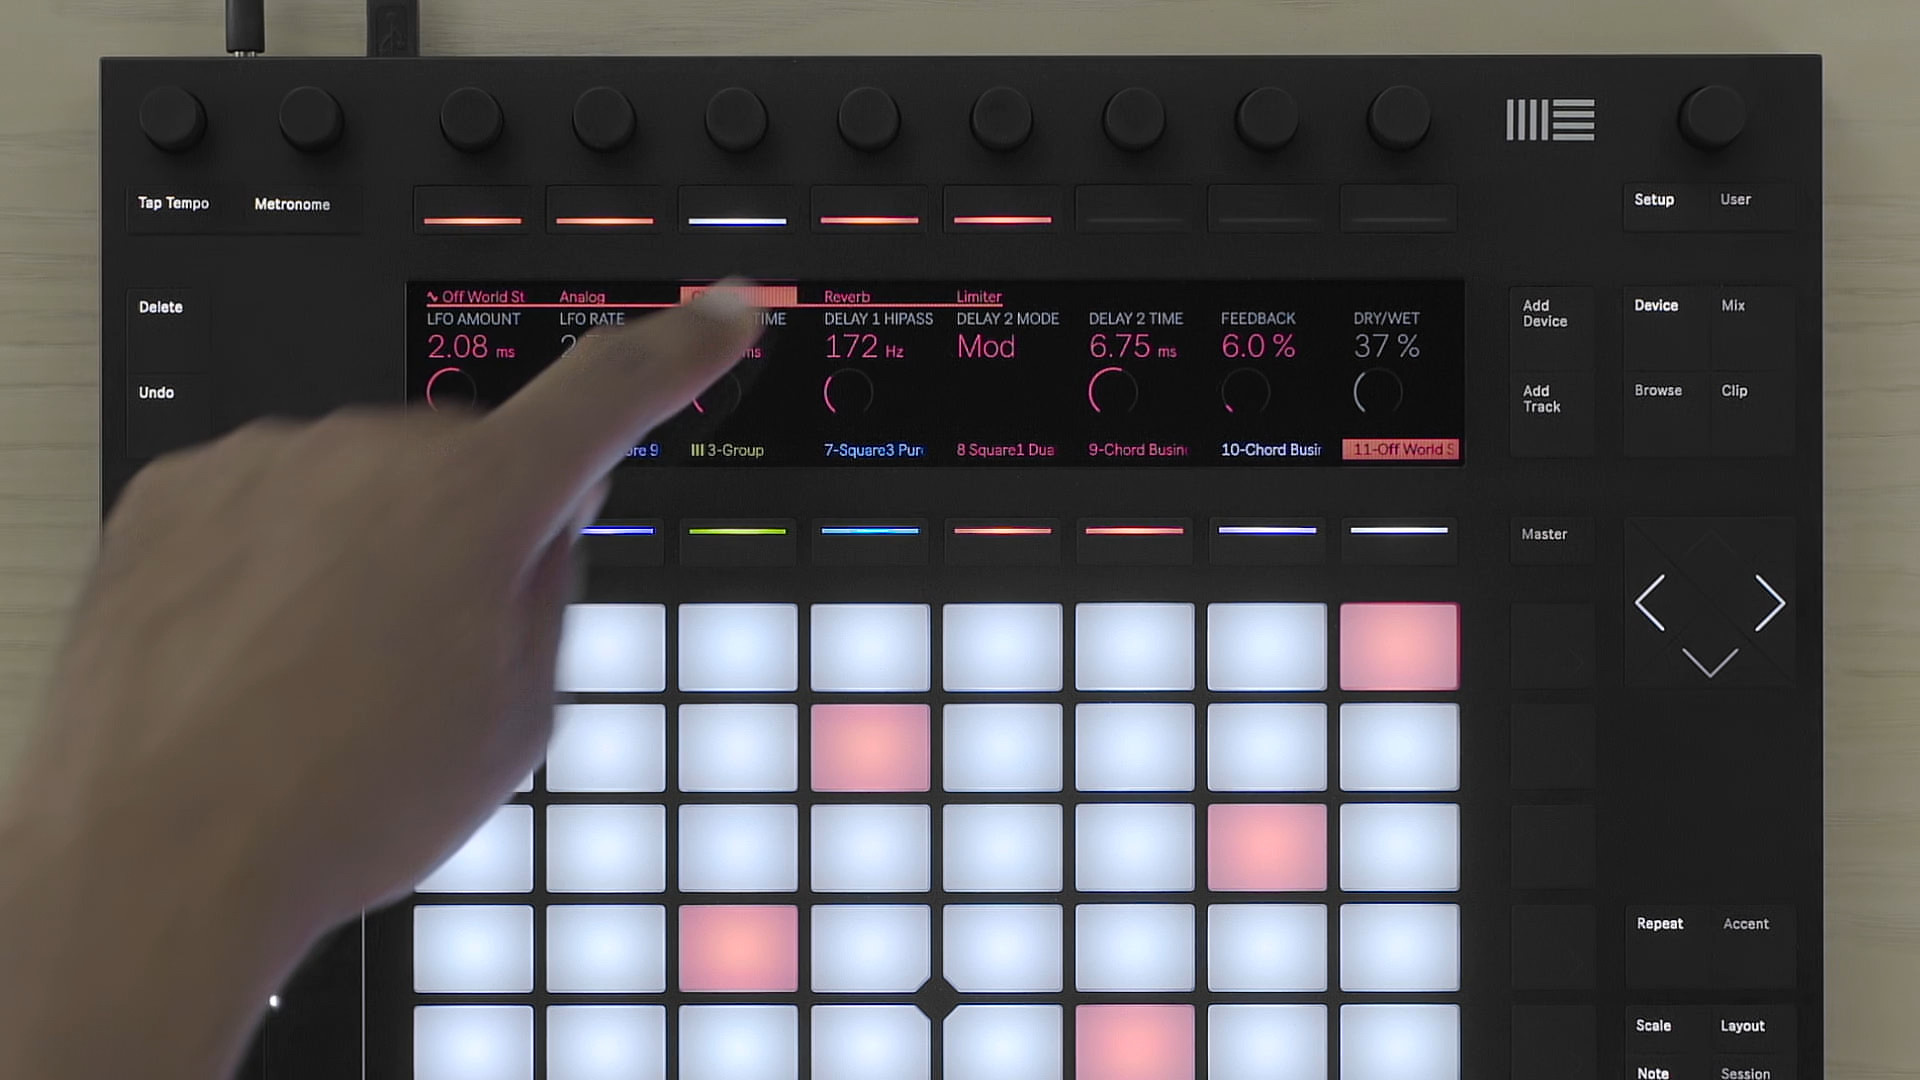 Tap Tempo
Metronome
Setup
User
Delete
Undo
Off World St
Analog
Reverb
Limiter
LFO AMOUNT
LFO RATE
TIME
DELAY 1 HIPASS
DELAY 2 MODE
DELAY 2 TIME
FEEDBACK
DRY/WET
2.08 ms
ms
172 Hz
Mod
6.75 ms
6.0 %
37 %
3-Group
7-Square3 Pur
8 Square1 Dua
9-Chord Busin
10-Chord Busir
11-Off World S
Add
Device
Add
Track
Device
Mix
Browse
Clip
Master
Repeat
Accent
Scale
Layout
Note
Session